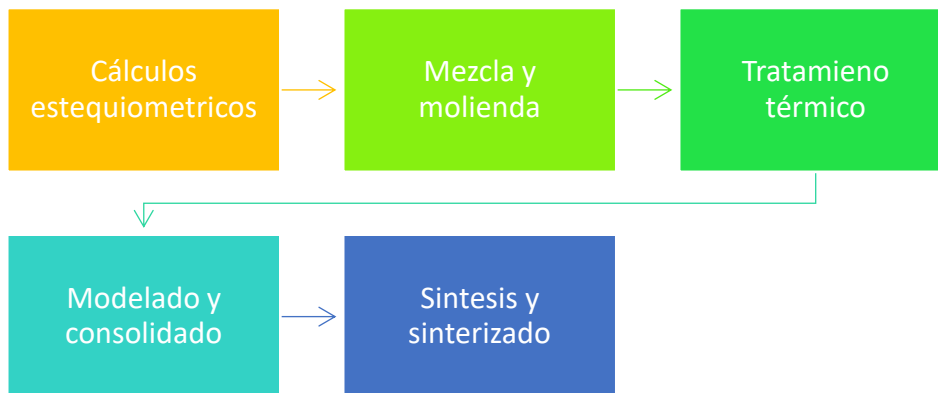 Cálculos
estequiometricos
Mezcla y
molienda
Tratamieno
térmico
Modelado y
consolidado
Sintesis y
sinterizado